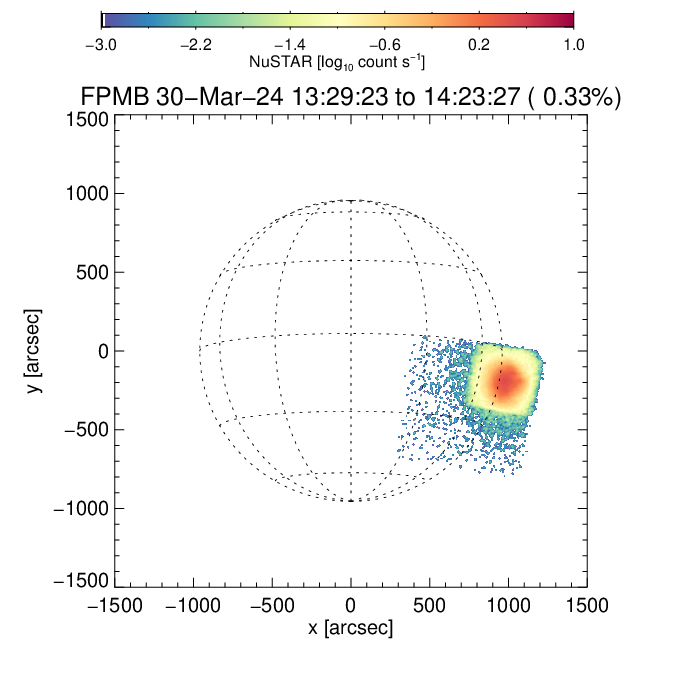 −3.0 −2.2 −1.4 −0.6 0.2 1.0
NuSTAR [log₁₀ count s⁻¹]
FPMB 30−Mar−24 13:29:23 to 14:23:27 ( 0.33%)
1500
1000
500
0
−500
−1000
−1500
y [arcsec]
−1500 −1000 −500 0 500 1000 1500
x [arcsec]